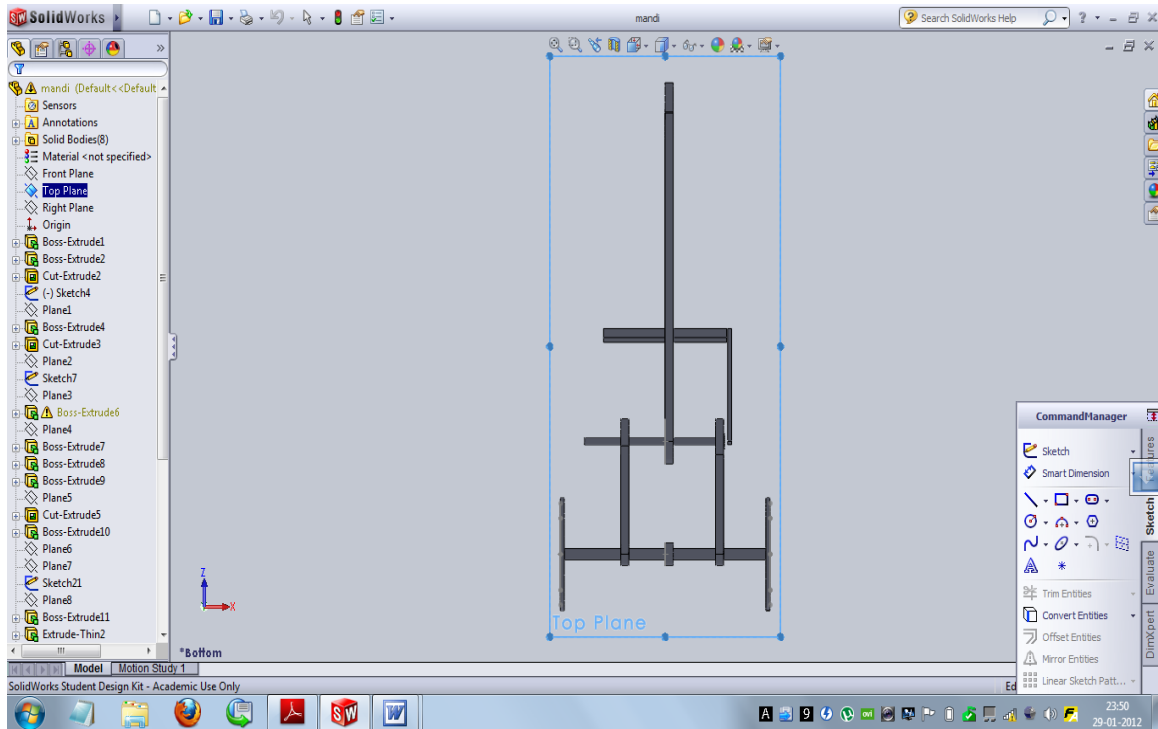 SolidWorks
mandi
Search SolidWorks Help
mandi (Default<<Default
Sensors
Annotations
Solid Bodies(8)
Material <not specified>
Front Plane
Top Plane
Right Plane
Origin
Boss-Extrude1
Boss-Extrude2
Cut-Extrude2
(-) Sketch4
Plane1
Boss-Extrude4
Cut-Extrude3
Plane2
Sketch7
Plane3
Boss-Extrude6
Plane4
Boss-Extrude7
Boss-Extrude8
Boss-Extrude9
Plane5
Cut-Extrude5
Boss-Extrude10
Plane6
Plane7
Sketch21
Plane8
Boss-Extrude11
Extrude-Thin2
Top Plane
Z
X
*Bottom
CommandManager
Sketch
Smart Dimension
Trim Entities
Convert Entities
Offset Entities
Mirror Entities
Linear Sketch Patt...
Sketch
Evaluate
DimXpert
Model
Motion Study 1
SolidWorks Student Design Kit - Academic Use Only
Ed
23:50
29-01-2012